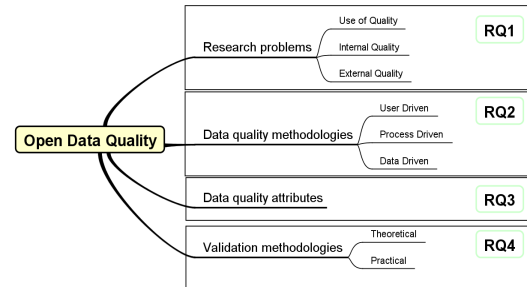 Open Data Quality
Research problems
Use of Quality
Internal Quality
External Quality
RQ1
Data quality methodologies
User Driven
Process Driven
Data Driven
RQ2
Data quality attributes
RQ3
Validation methodologies
Theoretical
Practical
RQ4